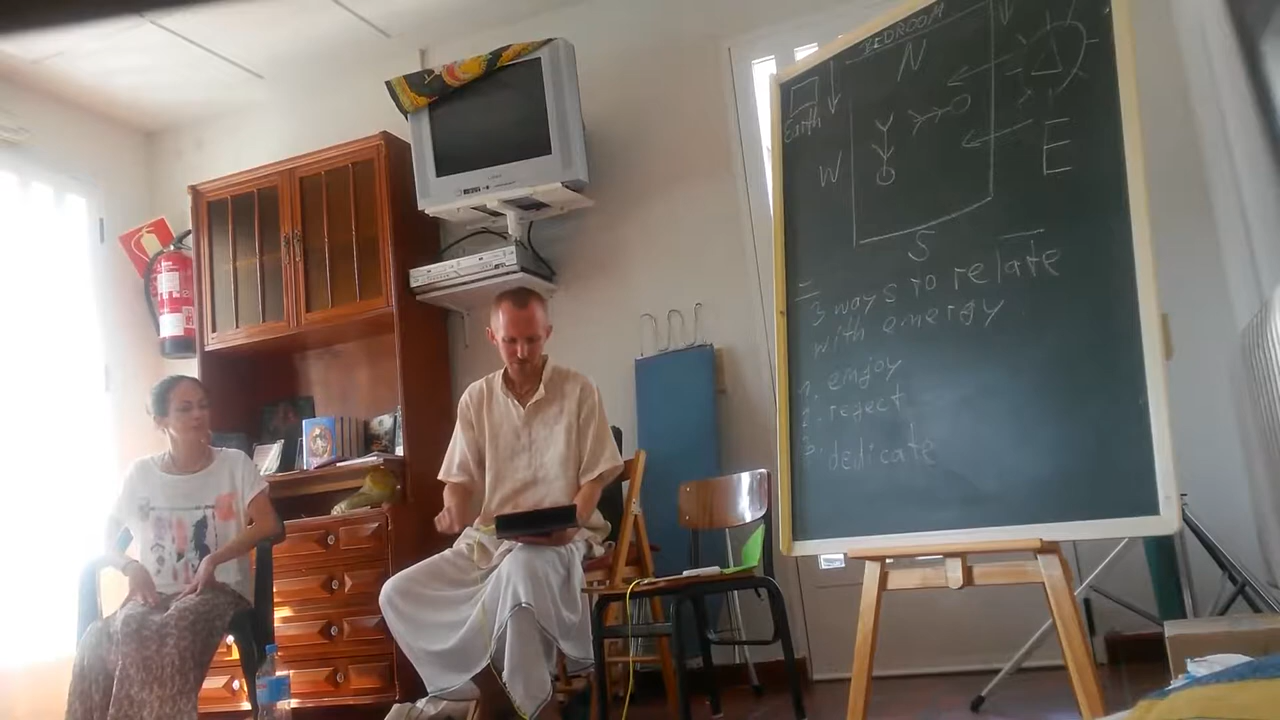 BEDROOM
N
Earth
W
E
S
3 ways to relate
with energy
1. enjoy
2. reject
3. dedicate